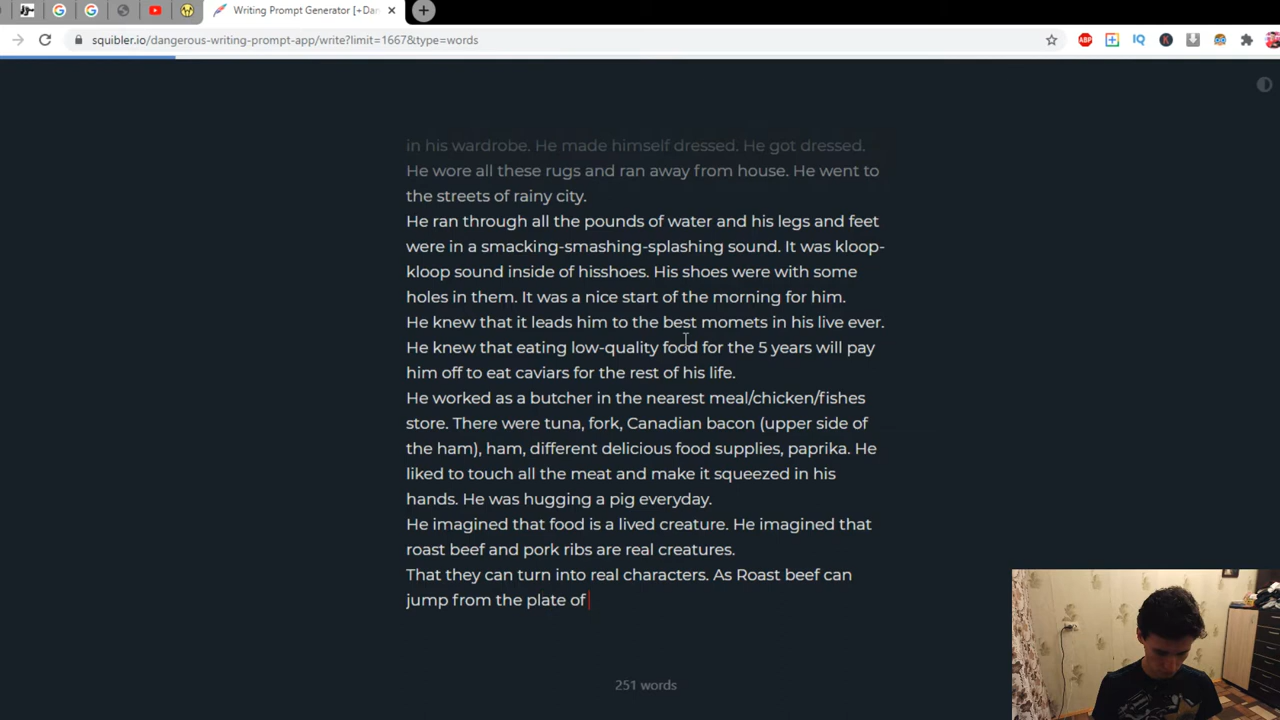 Writing Prompt Generator [+Dan
squibler.io/dangerous-writing-prompt-app/write?limit=1667&type=words
ABP
IQ
K
in his wardrobe. He made himself dressed. He got dressed.
He wore all these rugs and ran away from house. He went to
the streets of rainy city.
He ran through all the pounds of water and his legs and feet
were in a smacking-smashing-splashing sound. It was kloop-
kloop sound inside of hisshoes. His shoes were with some
holes in them. It was a nice start of the morning for him.
He knew that it leads him to the best momets in his live ever.
He knew that eating low-quality food for the 5 years will pay
him off to eat caviars for the rest of his life.
He worked as a butcher in the nearest meal/chicken/fishes
store. There were tuna, fork, Canadian bacon (upper side of
the ham), ham, different delicious food supplies, paprika. He
liked to touch all the meat and make it squeezed in his
hands. He was hugging a pig everyday.
He imagined that food is a lived creature. He imagined that
roast beef and pork ribs are real creatures.
That they can turn into real characters. As Roast beef can
jump from the plate of
251 words